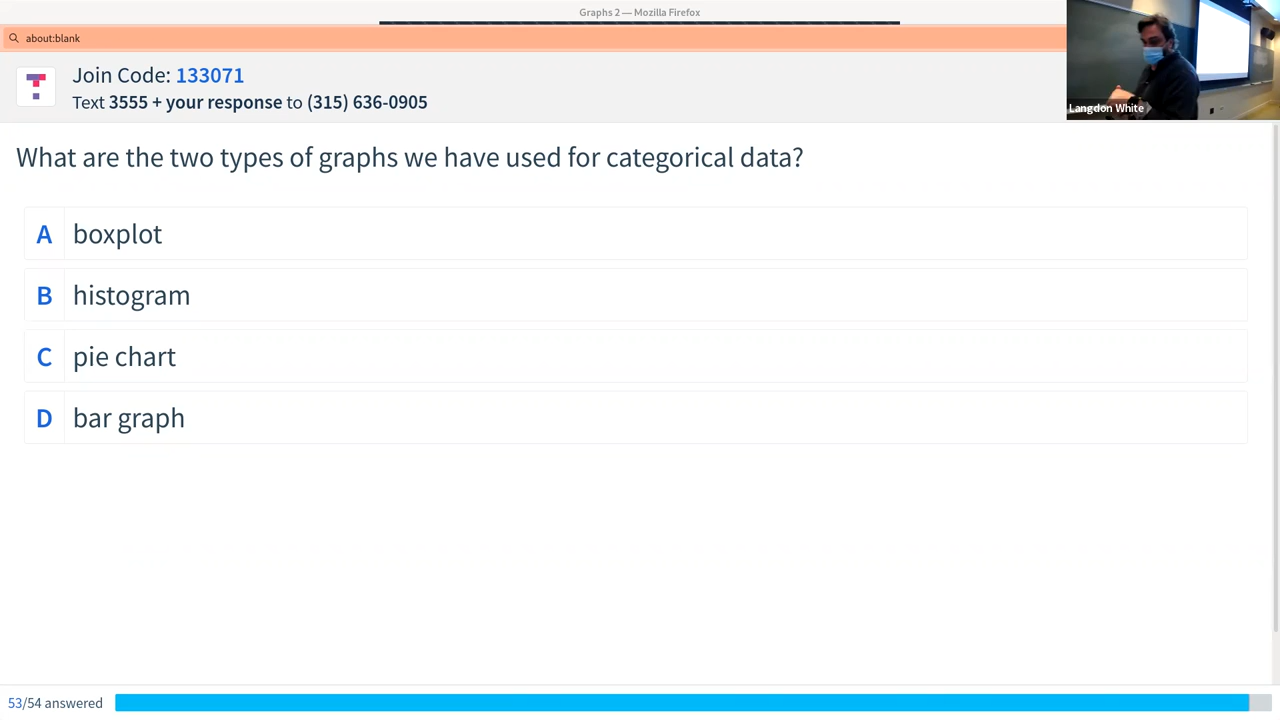 Graphs 2 — Mozilla Firefox
about:blank
Join Code: 133071
Text 3555 + your response to (315) 636-0905
Langdon White
What are the two types of graphs we have used for categorical data?
A boxplot
B histogram
C pie chart
D bar graph
53/54 answered